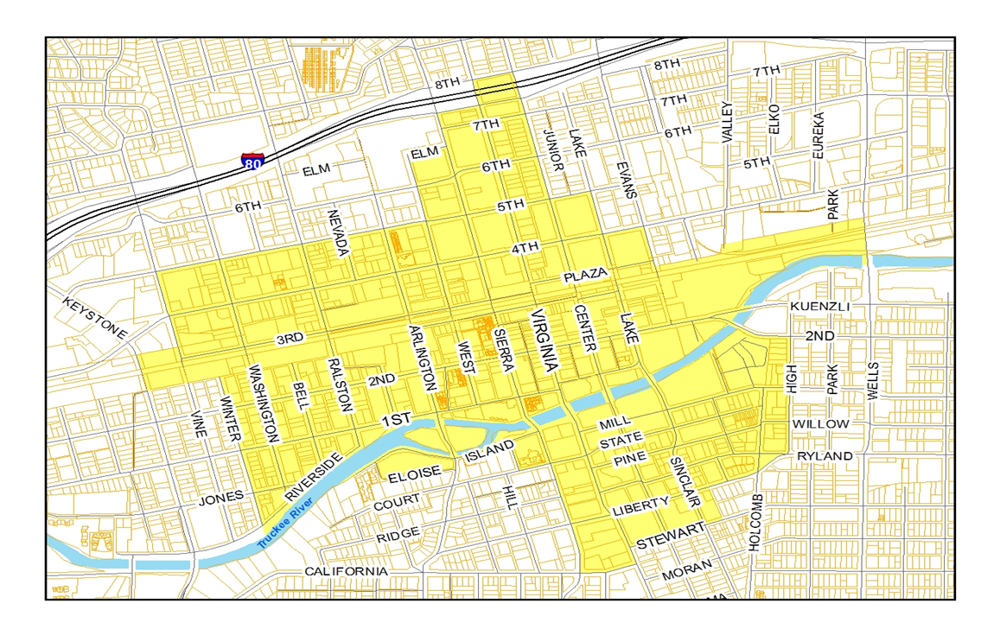 8TH
8TH
7TH
7TH
7TH
6TH
VALLEY
ELKO
EUREKA
JUNIOR
LAKE
80
ELM
ELM
6TH
5TH
EVANS
6TH
5TH
PARK
NEVADA
4TH
PLAZA
KEYSTONE
3RD
ARLINGTON
WEST
SIERRA
VIRGINIA
CENTER
LAKE
KUENZLI
2ND
WASHINGTON
BELL
RALSTON
2ND
HIGH
PARK
WELLS
VINE
WINTER
1ST
MILL
WILLOW
STATE
RIVERSIDE
ISLAND
PINE
RYLAND
ELOISE
SINCLAIR
JONES
COURT
HILL
LIBERTY
HOLCOMB
Truckee River
RIDGE
STEWART
CALIFORNIA
MORAN